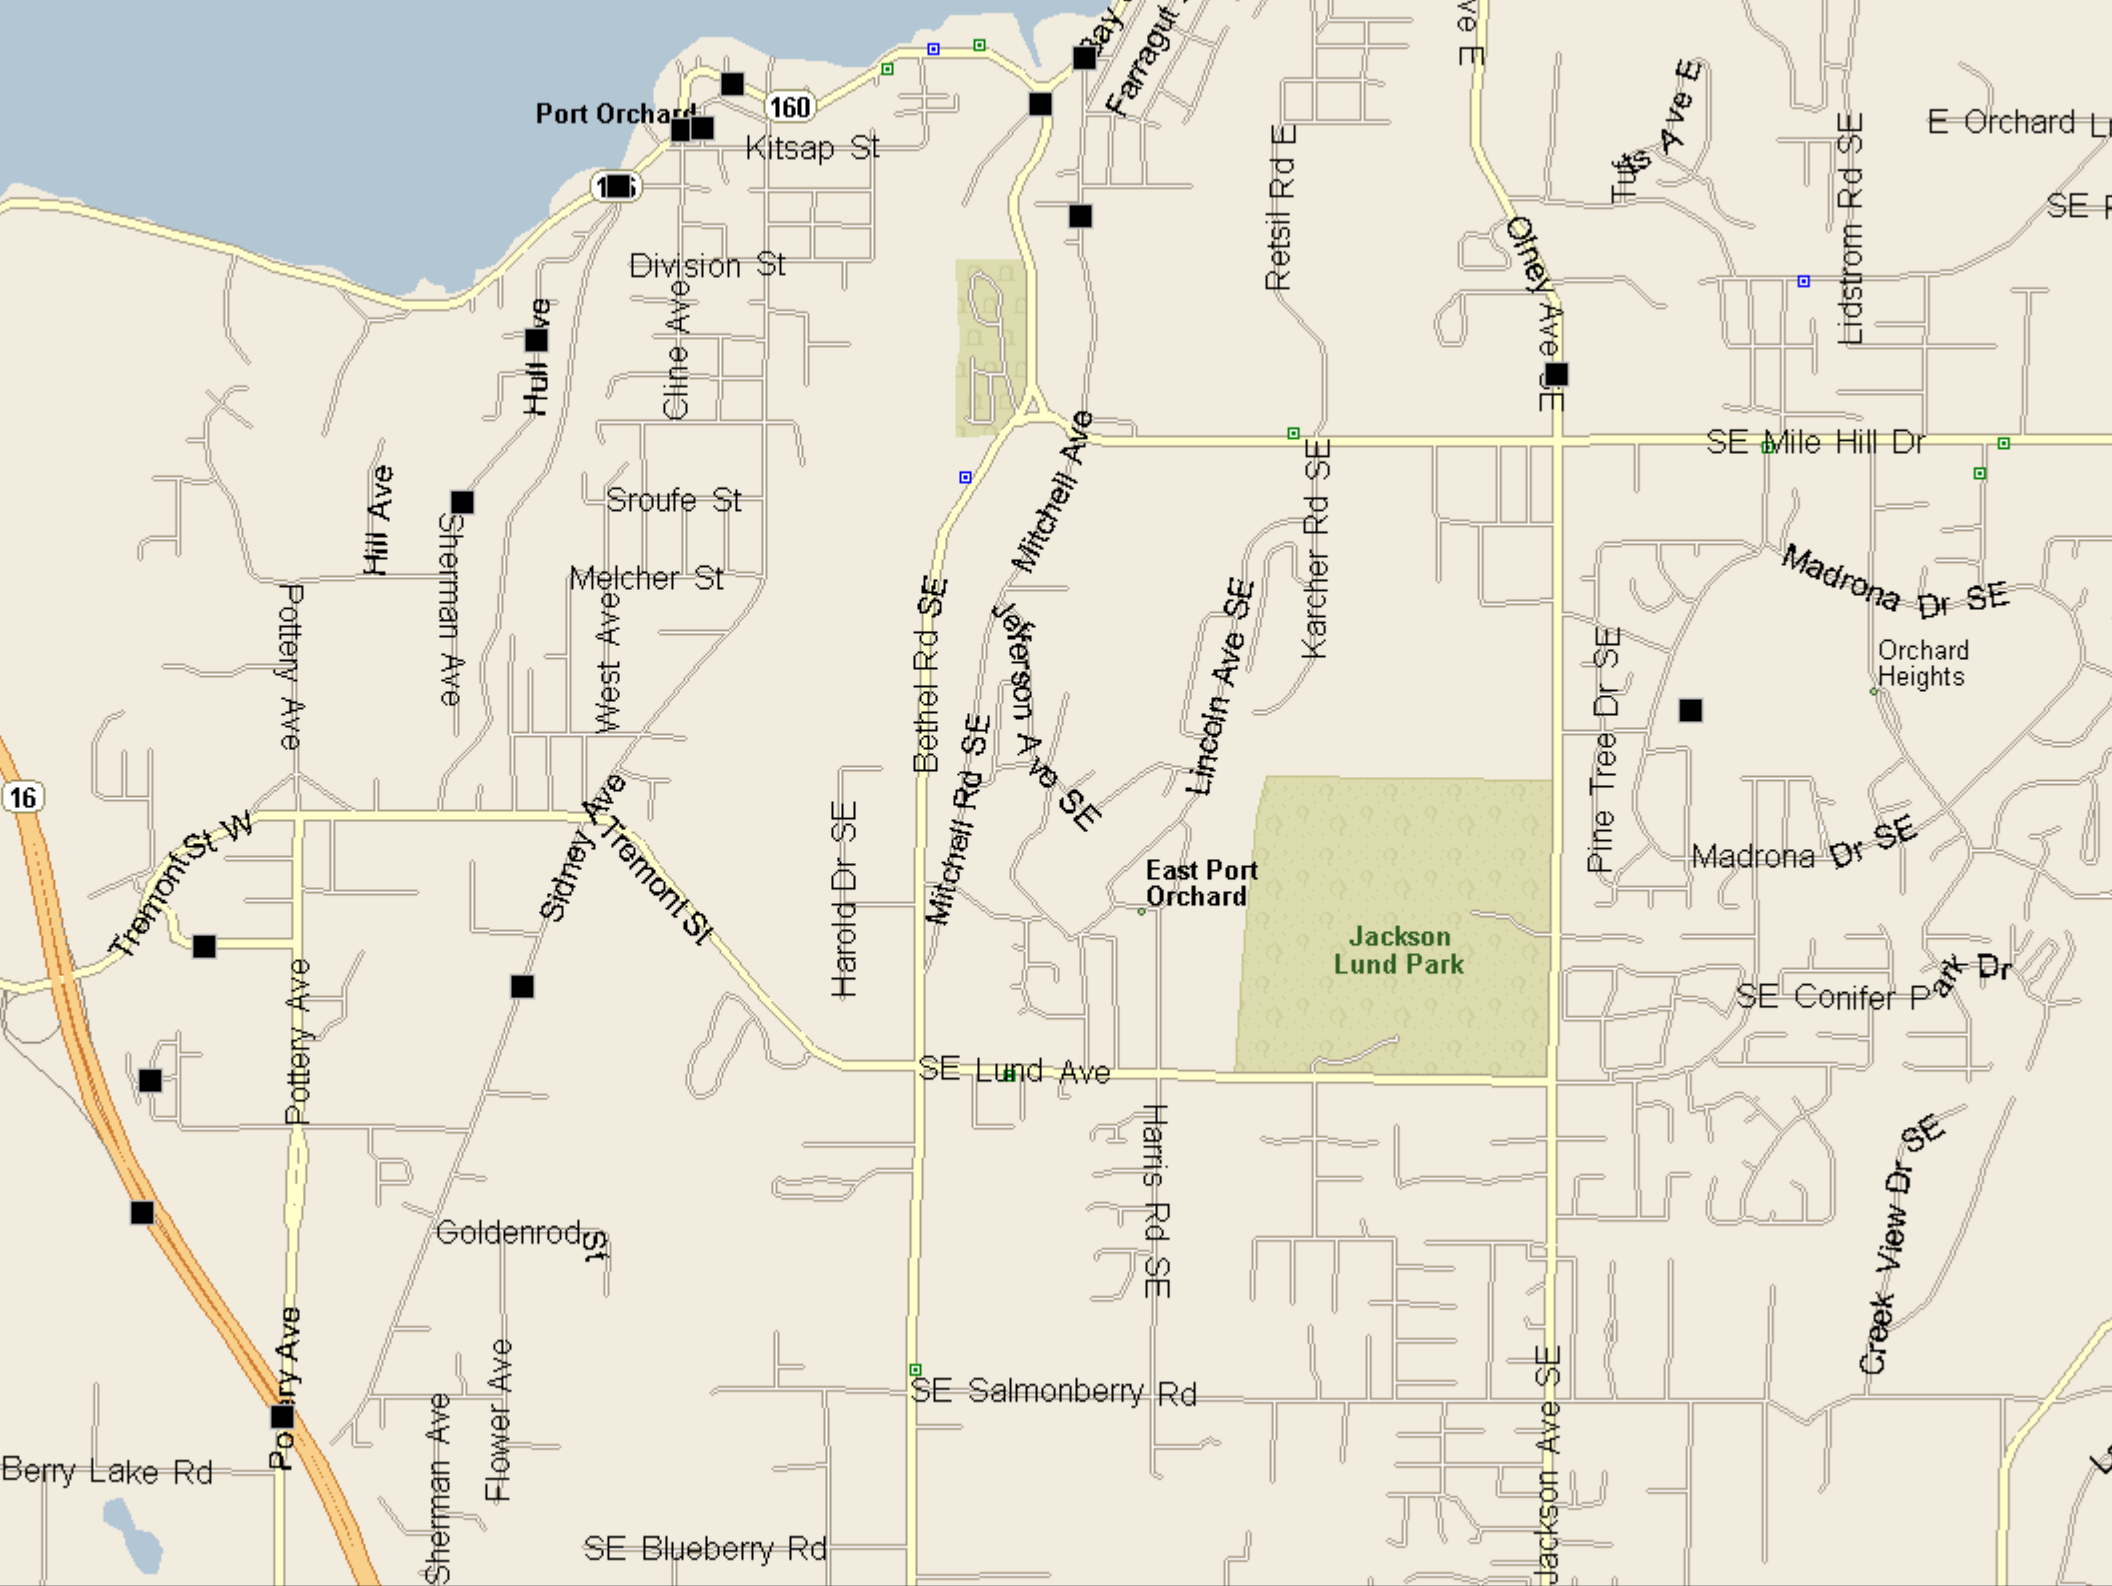 Farragut
Port Orchard
160
Kitsap St
E Orchard
Tufts Ave E
Lidstrom Rd SE
Retsil Rd E
Olney Ave SE
Division St
Cline Ave
Hull Ave
SE Mile Hill Dr
Mitchell Ave
Karcher Rd SE
Hill Ave
Sroufe St
Sherman Ave
Melcher St
West Ave
Pottery Ave
Bethel Rd SE
Jefferson Ave SE
Lincoln Ave SE
Madrona Dr SE
Orchard
Heights
Pine Tree Dr SE
Mitchell Rd SE
16
Tremont St W
Sidney Ave
Tremont St
Harold Dr SE
East Port
Orchard
Madrona Dr SE
Jackson
Lund Park
SE Conifer Park Dr
Pottery Ave
SE Lund Ave
Harris Rd SE
Creek View Dr SE
Goldenrod St
Pottery Ave
Flower Ave
Sherman Ave
SE Salmonberry Rd
Jackson Ave SE
Berry Lake Rd
SE Blueberry Rd